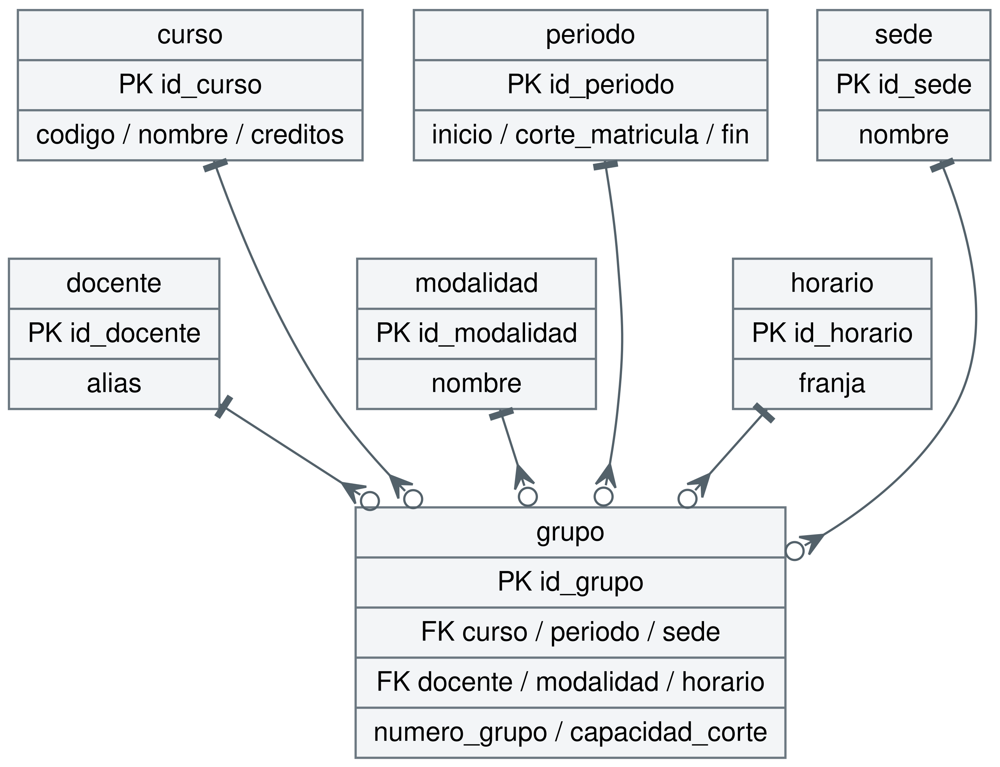 curso
PK id_curso
codigo / nombre / creditos
periodo
PK id_periodo
inicio / corte_matricula / fin
sede
PK id_sede
nombre
docente
PK id_docente
alias
modalidad
PK id_modalidad
nombre
horario
PK id_horario
franja
grupo
PK id_grupo
FK curso / periodo / sede
FK docente / modalidad / horario
numero_grupo / capacidad_corte